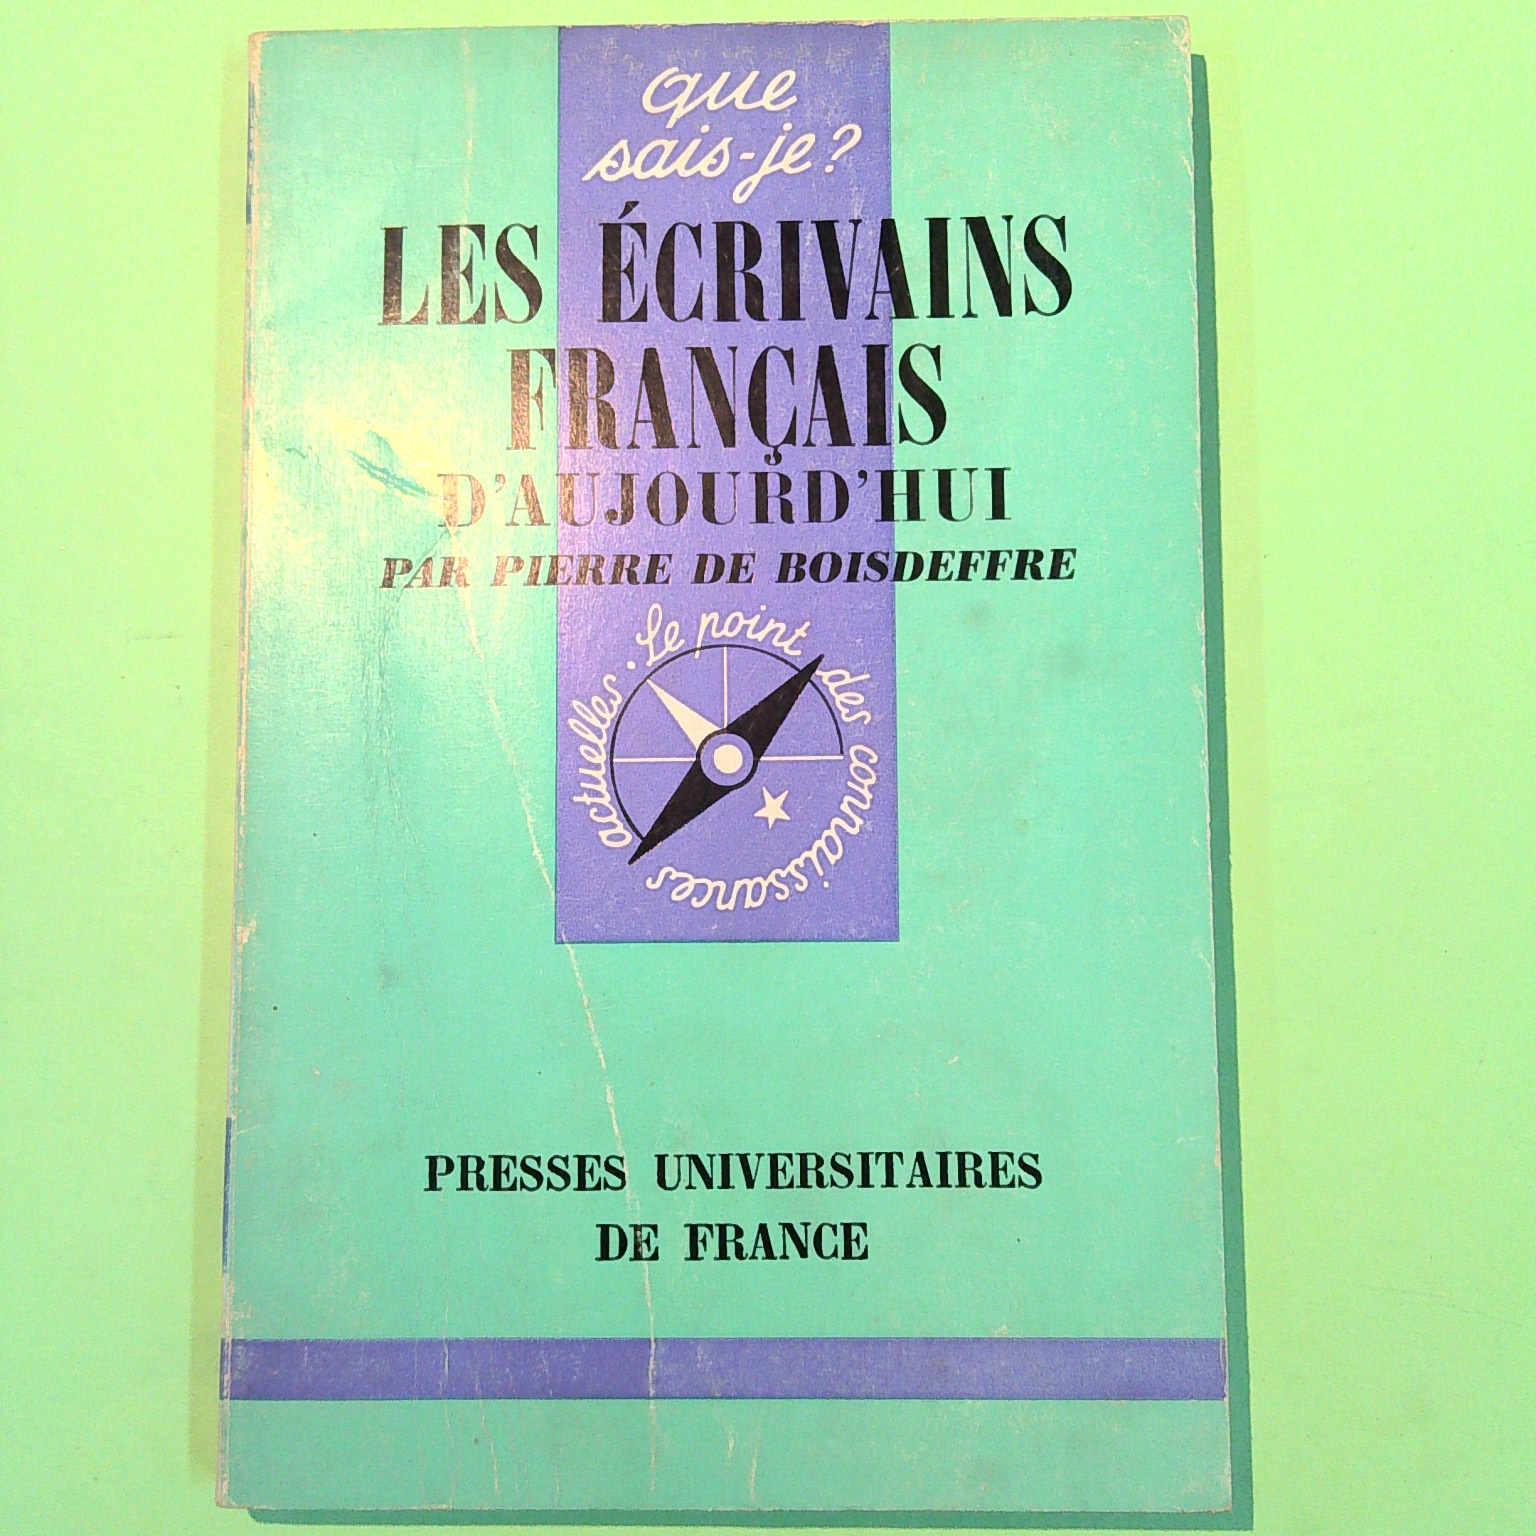 que
sais-je?
LES ÉCRIVAINS
FRANÇAIS
D'AUJOURD'HUI
PAR PIERRE DE BOISDEFFRE
Le point des connaissances actuelles.
PRESSES UNIVERSITAIRES
DE FRANCE